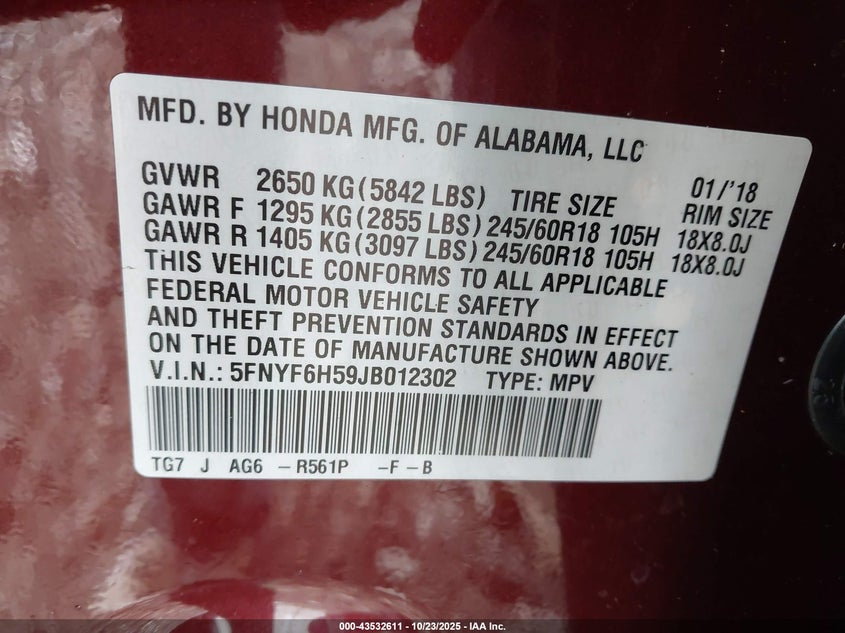 MFD. BY HONDA MFG. OF ALABAMA, LLC
01/'18
GVWR 2650 KG(5842 LBS) TIRE SIZE RIM SIZE
GAWR F 1295 KG(2855 LBS) 245/60R18 105H 18X8.0J
GAWR R 1405 KG(3097 LBS) 245/60R18 105H 18X8.0J
THIS VEHICLE CONFORMS TO ALL APPLICABLE
FEDERAL MOTOR VEHICLE SAFETY
AND THEFT PREVENTION STANDARDS IN EFFECT
ON THE DATE OF MANUFACTURE SHOWN ABOVE.
V.I.N.: 5FNYF6H59JB012302 TYPE: MPV
TG7 J AG6 -R561P -F-B
000-43532611 - 10/23/2025 - IAA Inc.